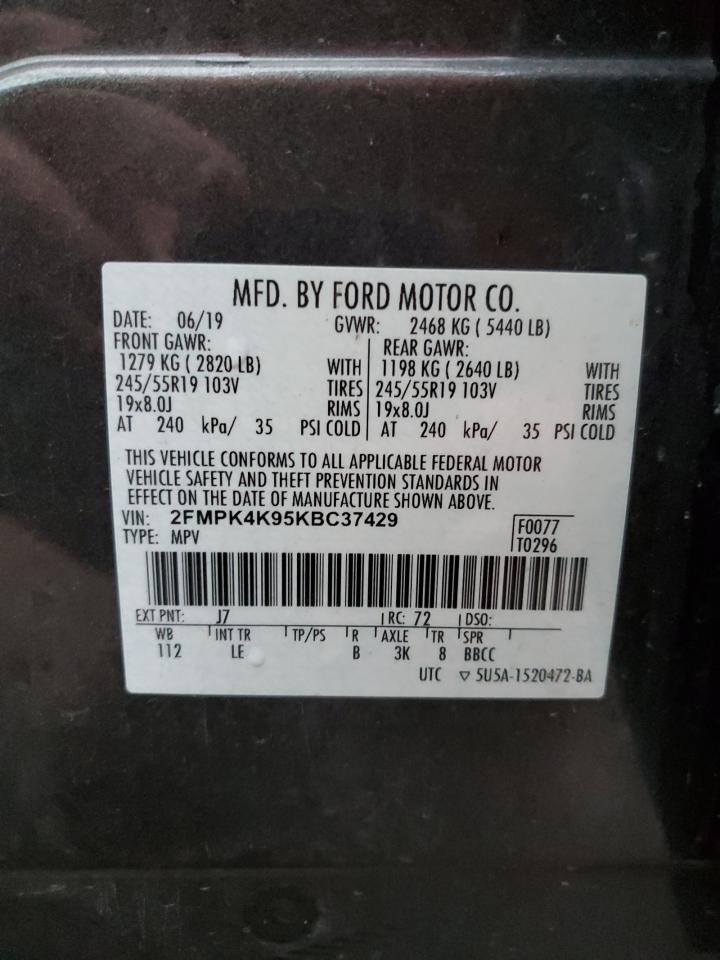 MFD. BY FORD MOTOR CO.
DATE: 06/19 GVWR: 2468 KG ( 5440 LB)
FRONT GAWR: REAR GAWR:
1279 KG ( 2820 LB) WITH 1198 KG ( 2640 LB) WITH
245/55R19 103V TIRES 245/55R19 103V TIRES
19x8.0J RIMS 19x8.0J RIMS
AT 240 kPa/ 35 PSI COLD AT 240 kPa/ 35 PSI COLD
THIS VEHICLE CONFORMS TO ALL APPLICABLE FEDERAL MOTOR
VEHICLE SAFETY AND THEFT PREVENTION STANDARDS IN
EFFECT ON THE DATE OF MANUFACTURE SHOWN ABOVE.
VIN: 2FMPK4K95KBC37429 F0077
TYPE: MPV T0296
EXT PNT: J7 RC: 72 DSO:
WB INT TR TP/PS R AXLE TR SPR
112 LE B 3K 8 BBCC
UTC ▽ 5U5A-1520472-BA